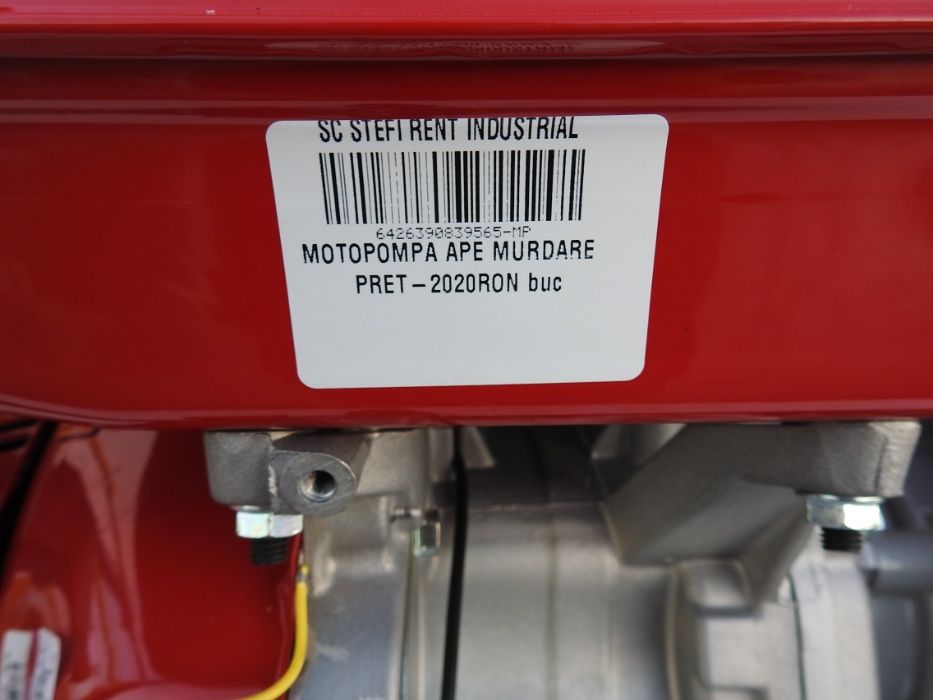 SC STEFI RENT INDUSTRIAL
6426390839565-MP
MOTOPOMPA APE MURDARE
PRET-2020RON buc